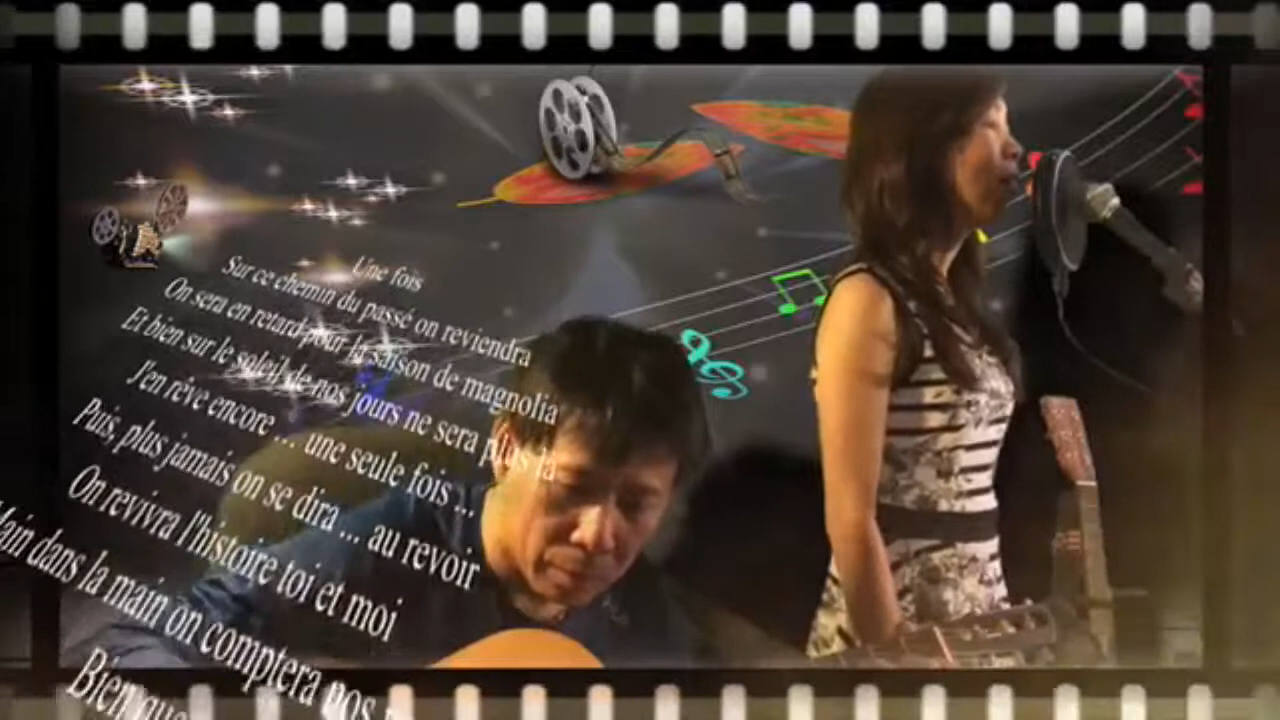 Une fois
Sur ce chemin du passé on reviendra
On sera en retard pour la saison de magnolia
Et bien sur le soleil de nos jours ne sera plus là
J'en rêve encore ... une seule fois ...
Puis, plus jamais on se dira ... au revoir
On revivra l'histoire toi et moi
Main dans la main on comptera nos
Bien que